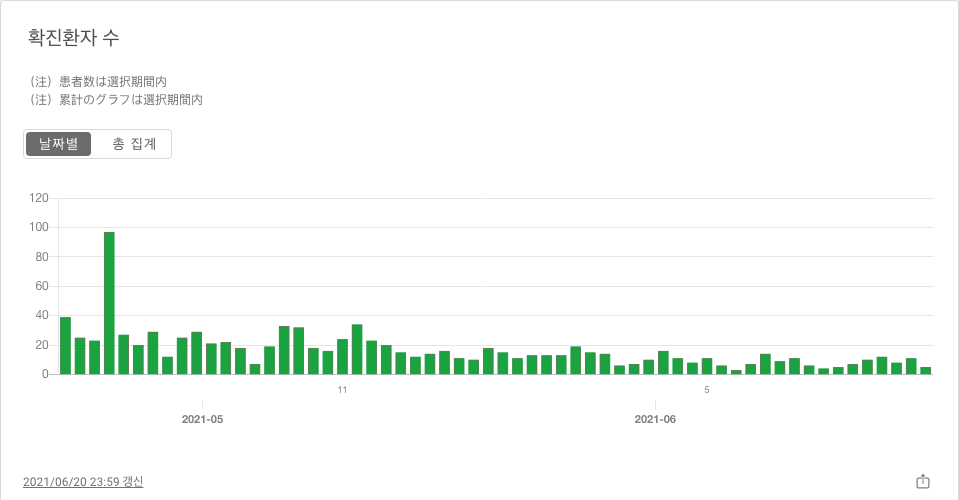 확진환자 수
（注）患者数は選択期間内
（注）累計のグラフは選択期間内
날짜별 총 집계
120
100
80
60
40
20
0
11 5
2021-05 2021-06
2021/06/20 23:59 갱신